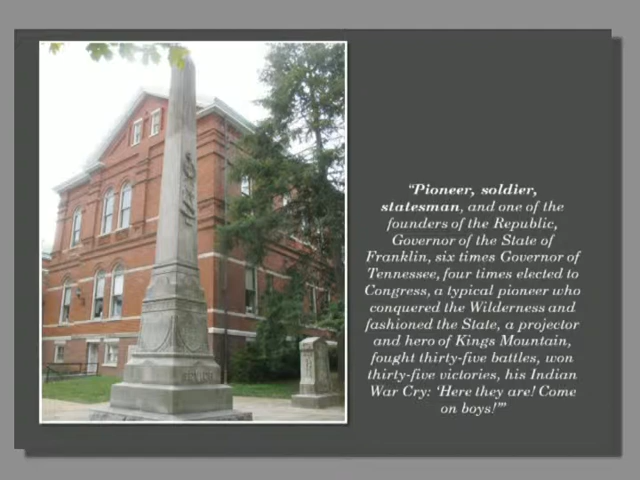 “Pioneer, soldier,
statesman, and one of the
founders of the Republic,
Governor of the State of
Franklin, six times Governor of
Tennessee, four times elected to
Congress, a typical pioneer who
conquered the Wilderness and
fashioned the State, a projector
and hero of Kings Mountain,
fought thirty-five battles, won
thirty-five victories, his Indian
War Cry: ‘Here they are! Come
on boys!’”